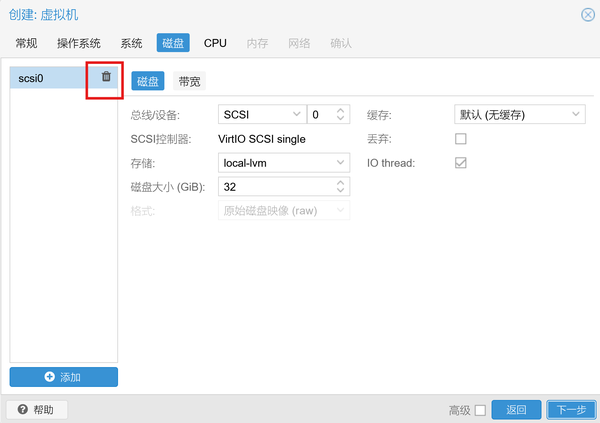 创建: 虚拟机
常规 操作系统 系统 磁盘 CPU 内存 网络 确认
scsi0
磁盘 带宽
总线/设备: SCSI 0 缓存: 默认 (无缓存)
SCSI控制器: VirtIO SCSI single 丢弃:
存储: local-lvm IO thread:
磁盘大小 (GiB): 32
格式: 原始磁盘映像 (raw)
添加
帮助 高级 返回 下一步